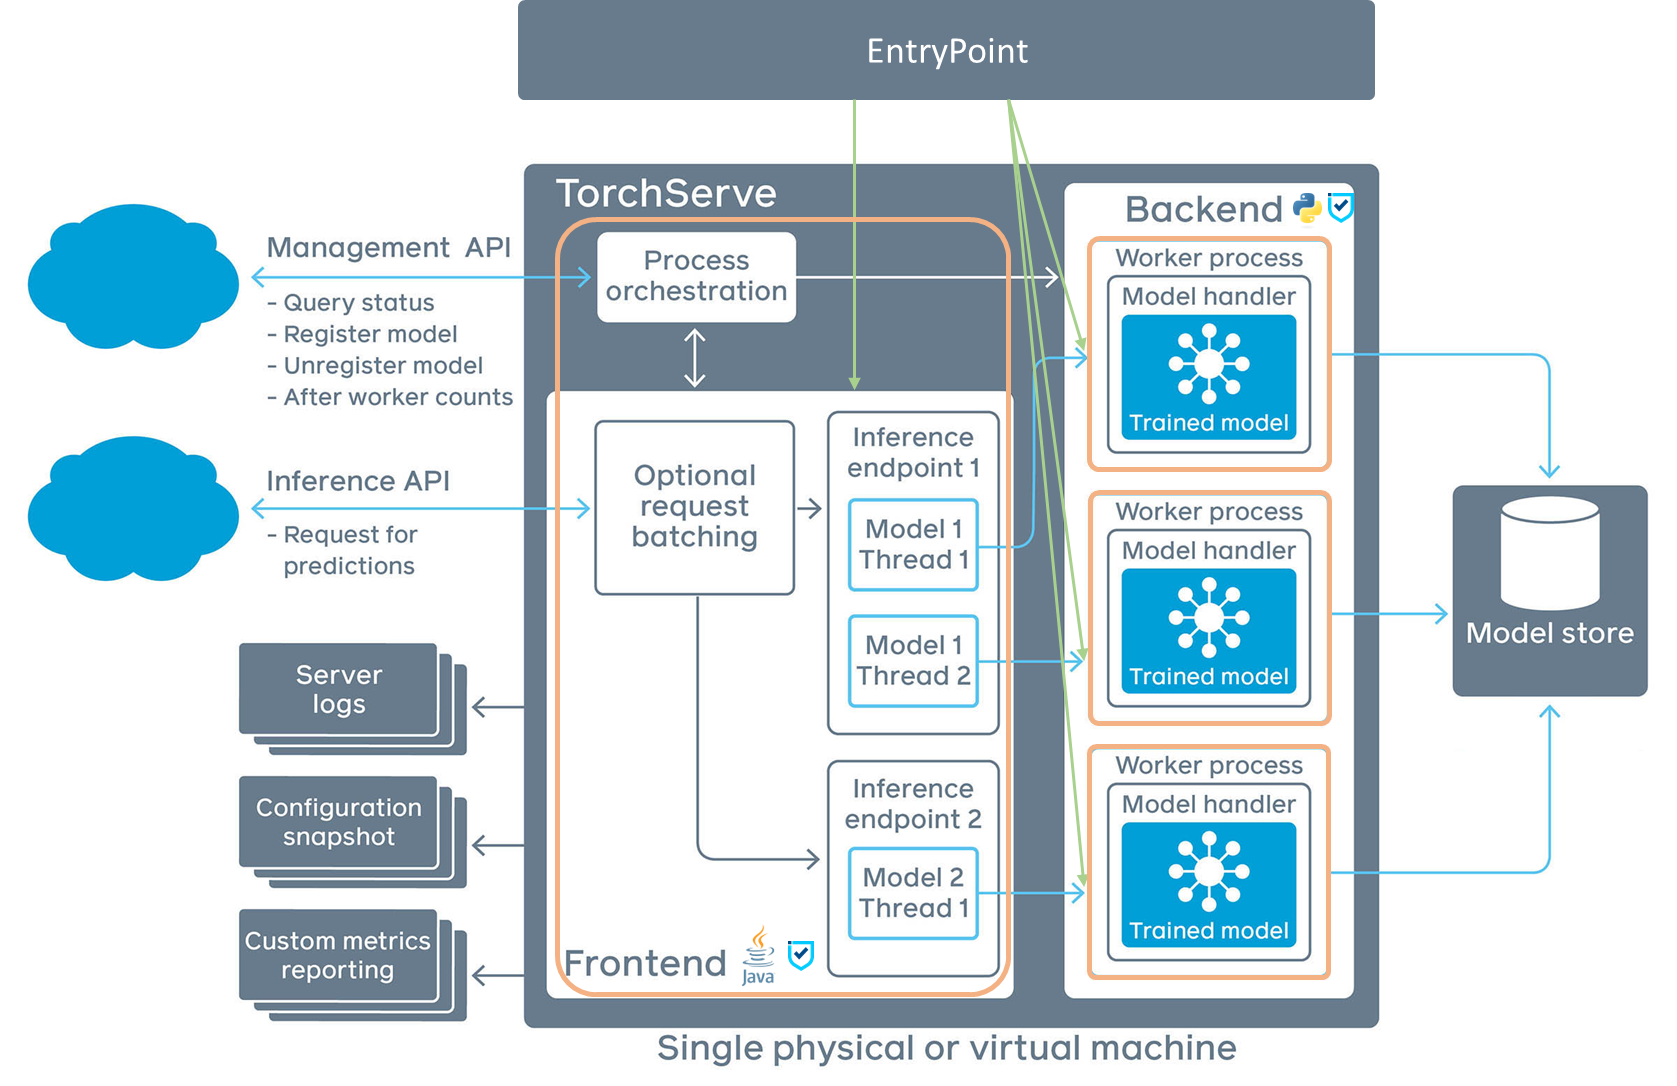 EntryPoint
TorchServe
Management API
- Query status
- Register model
- Unregister model
- After worker counts
Inference API
- Request for
predictions
Process
orchestration
Optional
request
batching
Inference
endpoint 1
Model 1
Thread 1
Model 1
Thread 2
Inference
endpoint 2
Model 2
Thread 1
Frontend
Java
Backend
Worker process
Model handler
Trained model
Worker process
Model handler
Trained model
Worker process
Model handler
Trained model
Model store
Server
logs
Configuration
snapshot
Custom metrics
reporting
Single physical or virtual machine